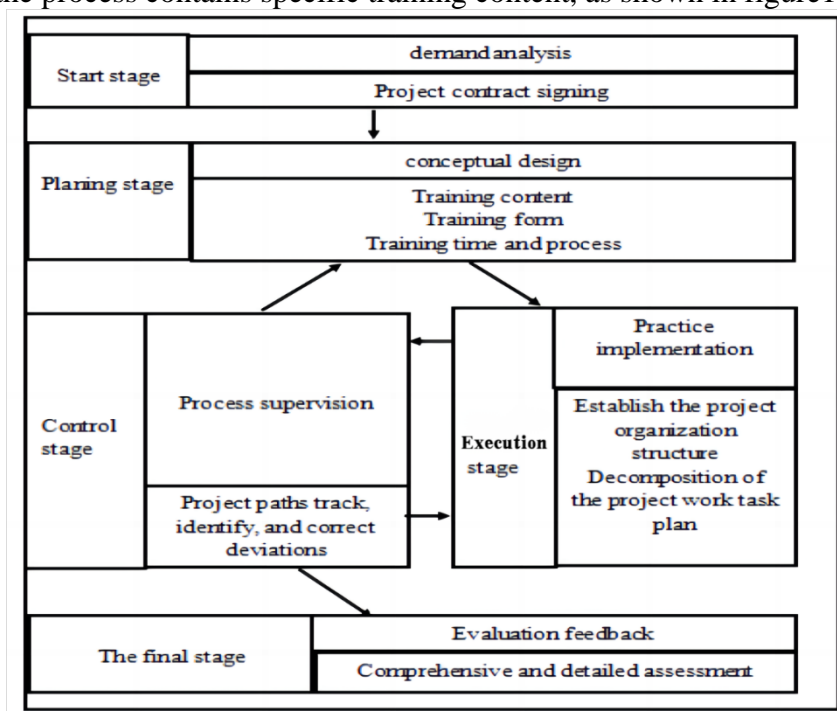 the process contains specific training content, as shown in figure1
Start stage
demand analysis
Project contract signing
Planing stage
conceptual design
Training content
Training form
Training time and process
Control
stage
Process supervision
Project paths track,
identify, and correct
deviations
Execution
stage
Practice
implementation
Establish the project
organization
structure
Decomposition of
the project work task
plan
The final stage
Evaluation feedback
Comprehensive and detailed assessment